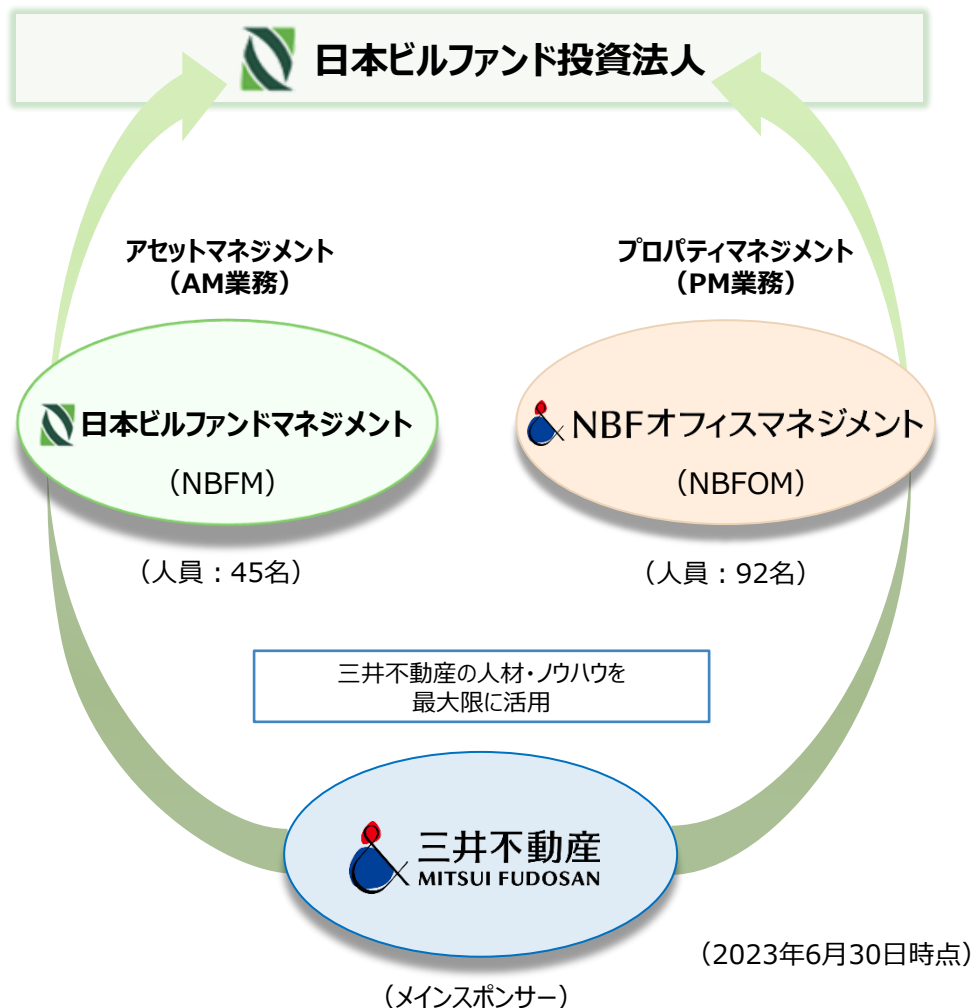 日本ビルファンド投資法人
アセットマネジメント
（AM業務）
プロパティマネジメント
（PM業務）
日本ビルファンドマネジメント
（NBFM）
NBFオフィスマネジメント
（NBFOM）
（人員：45名）
（人員：92名）
三井不動産の人材・ノウハウを
最大限に活用
三井不動産
MITSUI FUDOSAN
（2023年6月30日時点）
（メインスポンサー）